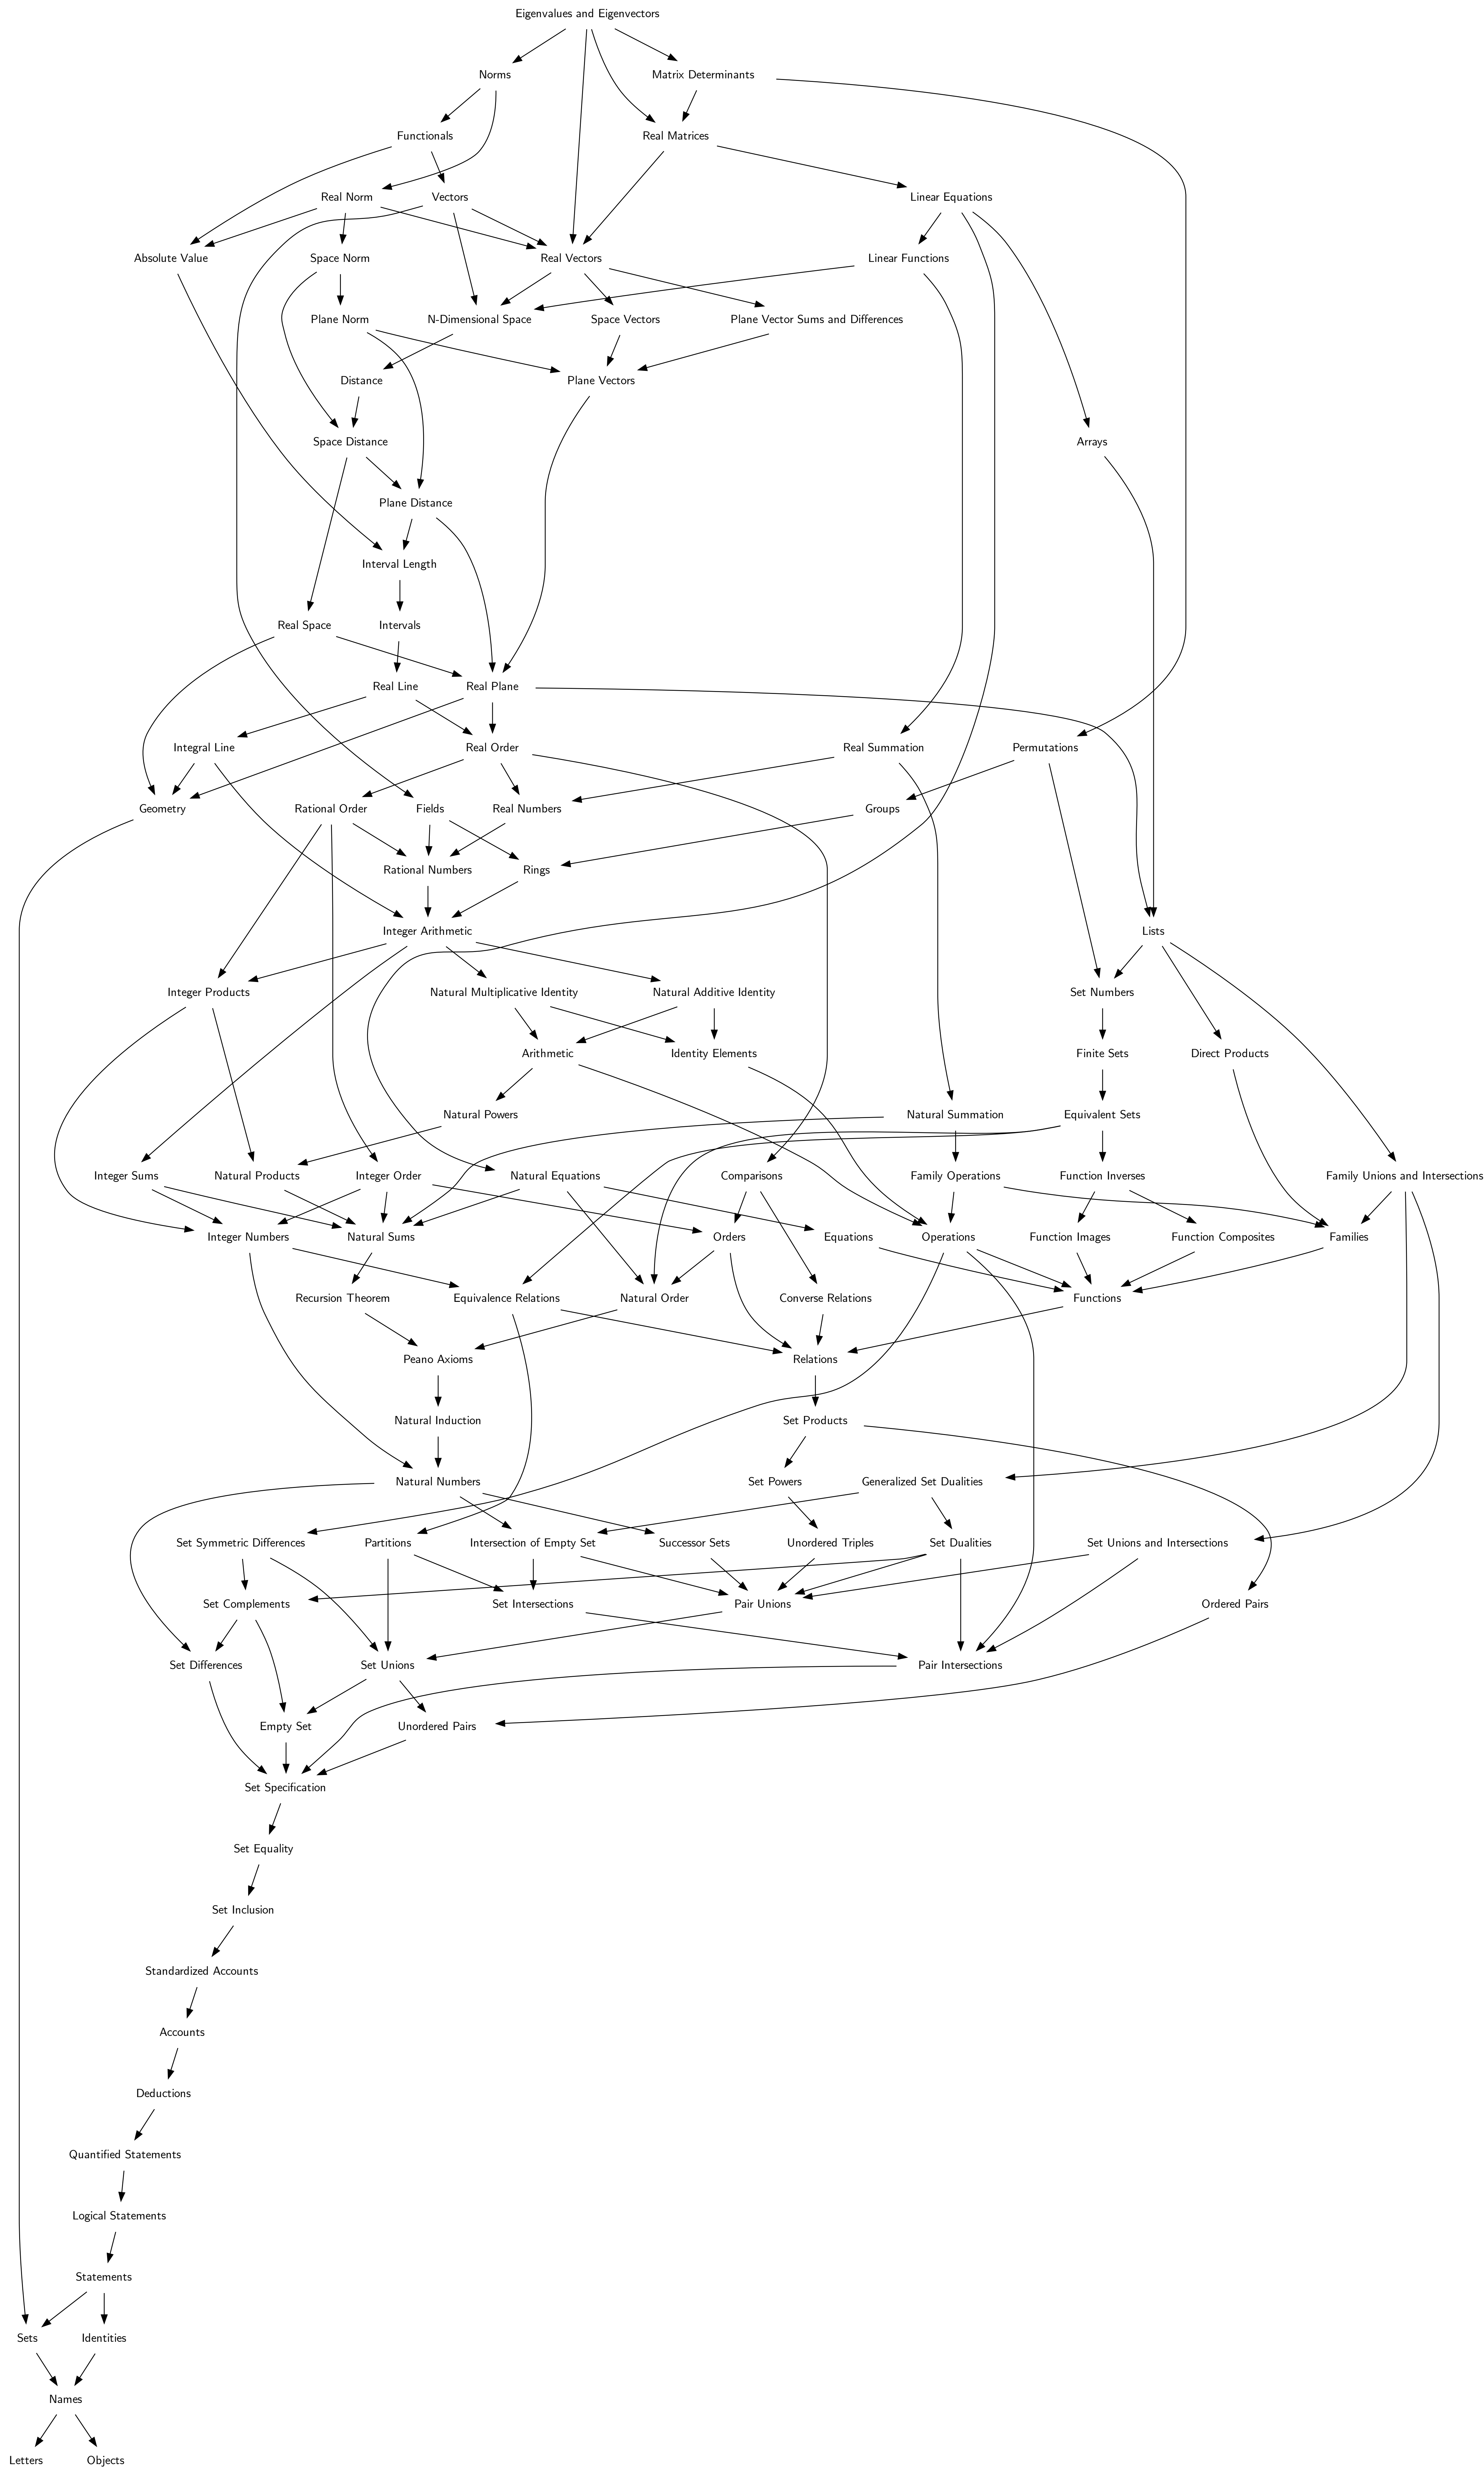 Eigenvalues and Eigenvectors
Norms
Matrix Determinants
Functionals
Real Matrices
Real Norm
Vectors
Linear Equations
Absolute Value
Space Norm
Real Vectors
Linear Functions
Plane Norm
N-Dimensional Space
Space Vectors
Plane Vector Sums and Differences
Distance
Plane Vectors
Space Distance
Arrays
Plane Distance
Interval Length
Real Space
Intervals
Real Line
Real Plane
Integral Line
Real Order
Real Summation
Permutations
Geometry
Rational Order
Fields
Real Numbers
Groups
Rational Numbers
Rings
Integer Arithmetic
Lists
Integer Products
Natural Multiplicative Identity
Natural Additive Identity
Set Numbers
Arithmetic
Identity Elements
Finite Sets
Direct Products
Natural Powers
Natural Summation
Equivalent Sets
Integer Sums
Natural Products
Integer Order
Natural Equations
Comparisons
Family Operations
Function Inverses
Family Unions and Intersections
Integer Numbers
Natural Sums
Orders
Equations
Operations
Function Images
Function Composites
Families
Recursion Theorem
Equivalence Relations
Natural Order
Converse Relations
Functions
Peano Axioms
Relations
Natural Induction
Set Products
Natural Numbers
Set Powers
Generalized Set Dualities
Set Symmetric Differences
Partitions
Intersection of Empty Set
Successor Sets
Unordered Triples
Set Dualities
Set Unions and Intersections
Set Complements
Set Intersections
Pair Unions
Ordered Pairs
Set Differences
Set Unions
Pair Intersections
Empty Set
Unordered Pairs
Set Specification
Set Equality
Set Inclusion
Standardized Accounts
Accounts
Deductions
Quantified Statements
Logical Statements
Statements
Sets
Identities
Names
Letters
Objects